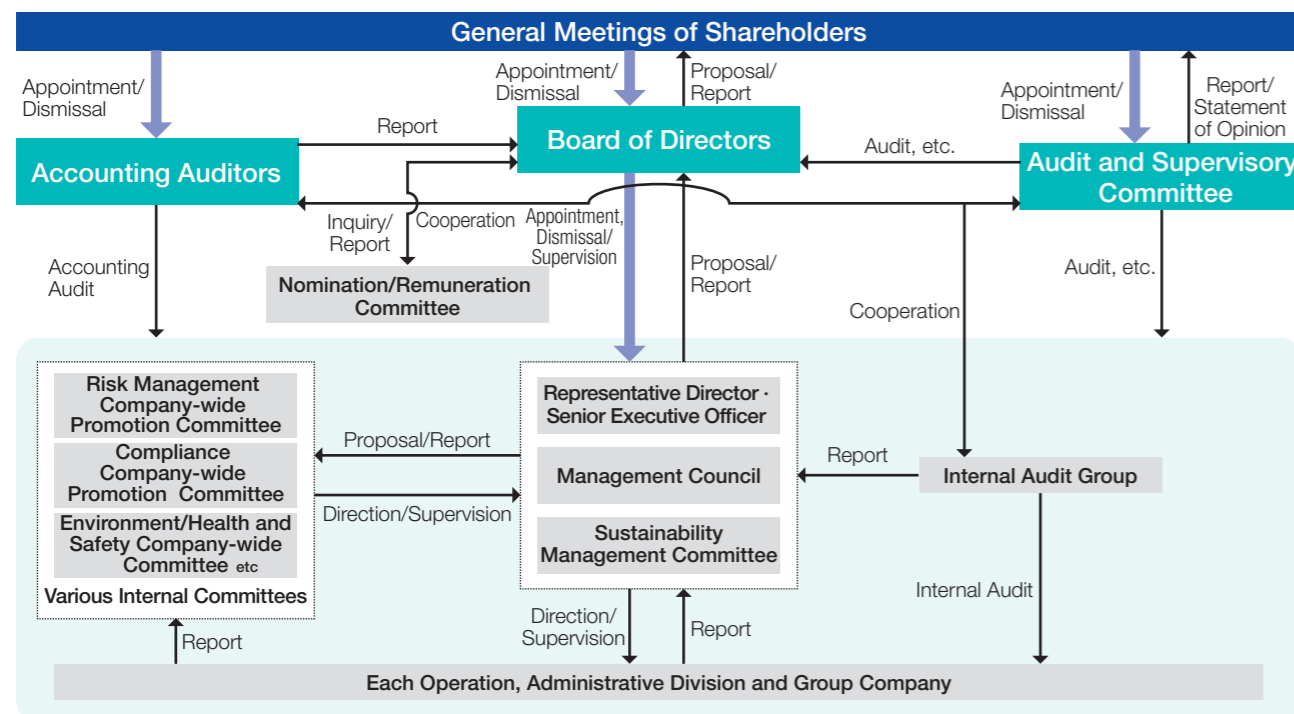 General Meetings of Shareholders
Appointment/
Dismissal
Appointment/
Dismissal
Proposal/
Report
Appointment/
Dismissal
Report/
Statement
of Opinion
Report
Board of Directors
Audit, etc.
Accounting Auditors
Audit and Supervisory
Committee
Inquiry/
Report
Cooperation
Appointment,
Dismissal/
Supervision
Proposal/
Report
Accounting
Audit
Audit, etc.
Nomination/Remuneration
Committee
Cooperation
Risk Management
Company-wide
Promotion Committee
Compliance
Company-wide
Promotion Committee
Environment/Health and
Safety Company-wide
Committee etc
Various Internal Committees
Proposal/Report
Direction/Supervision
Representative Director ·
Senior Executive Officer
Management Council
Sustainability
Management Committee
Report
Internal Audit Group
Internal Audit
Report
Direction/
Supervision
Report
Each Operation, Administrative Division and Group Company